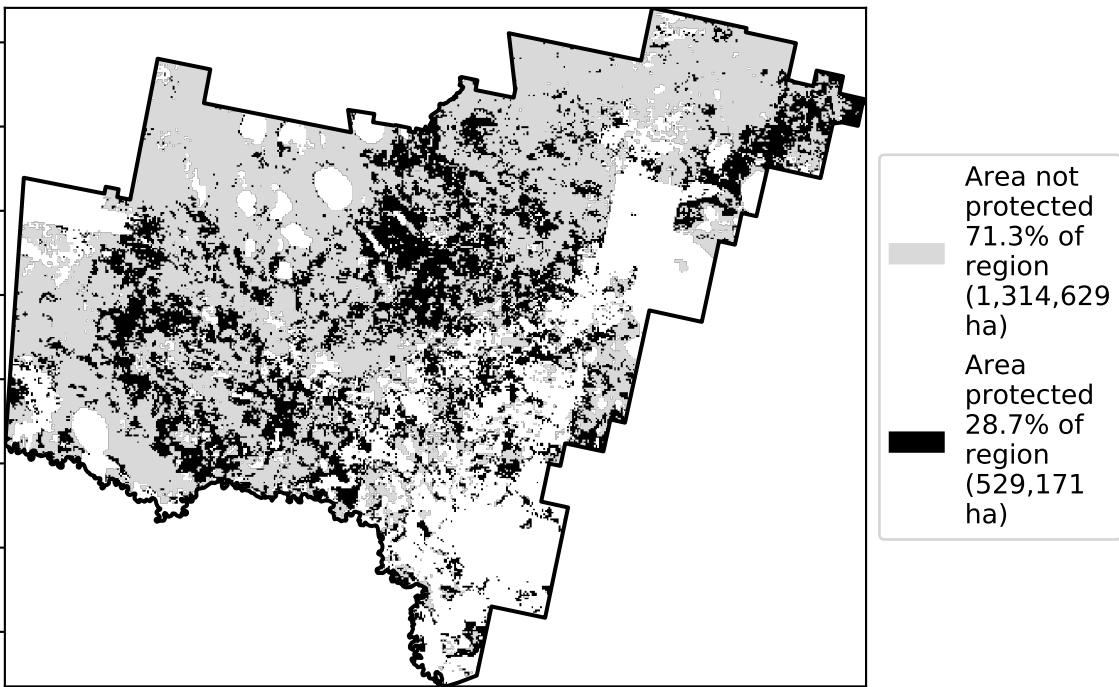 Area not
protected
71.3% of
region
(1,314,629
ha)
Area
protected
28.7% of
region
(529,171
ha)